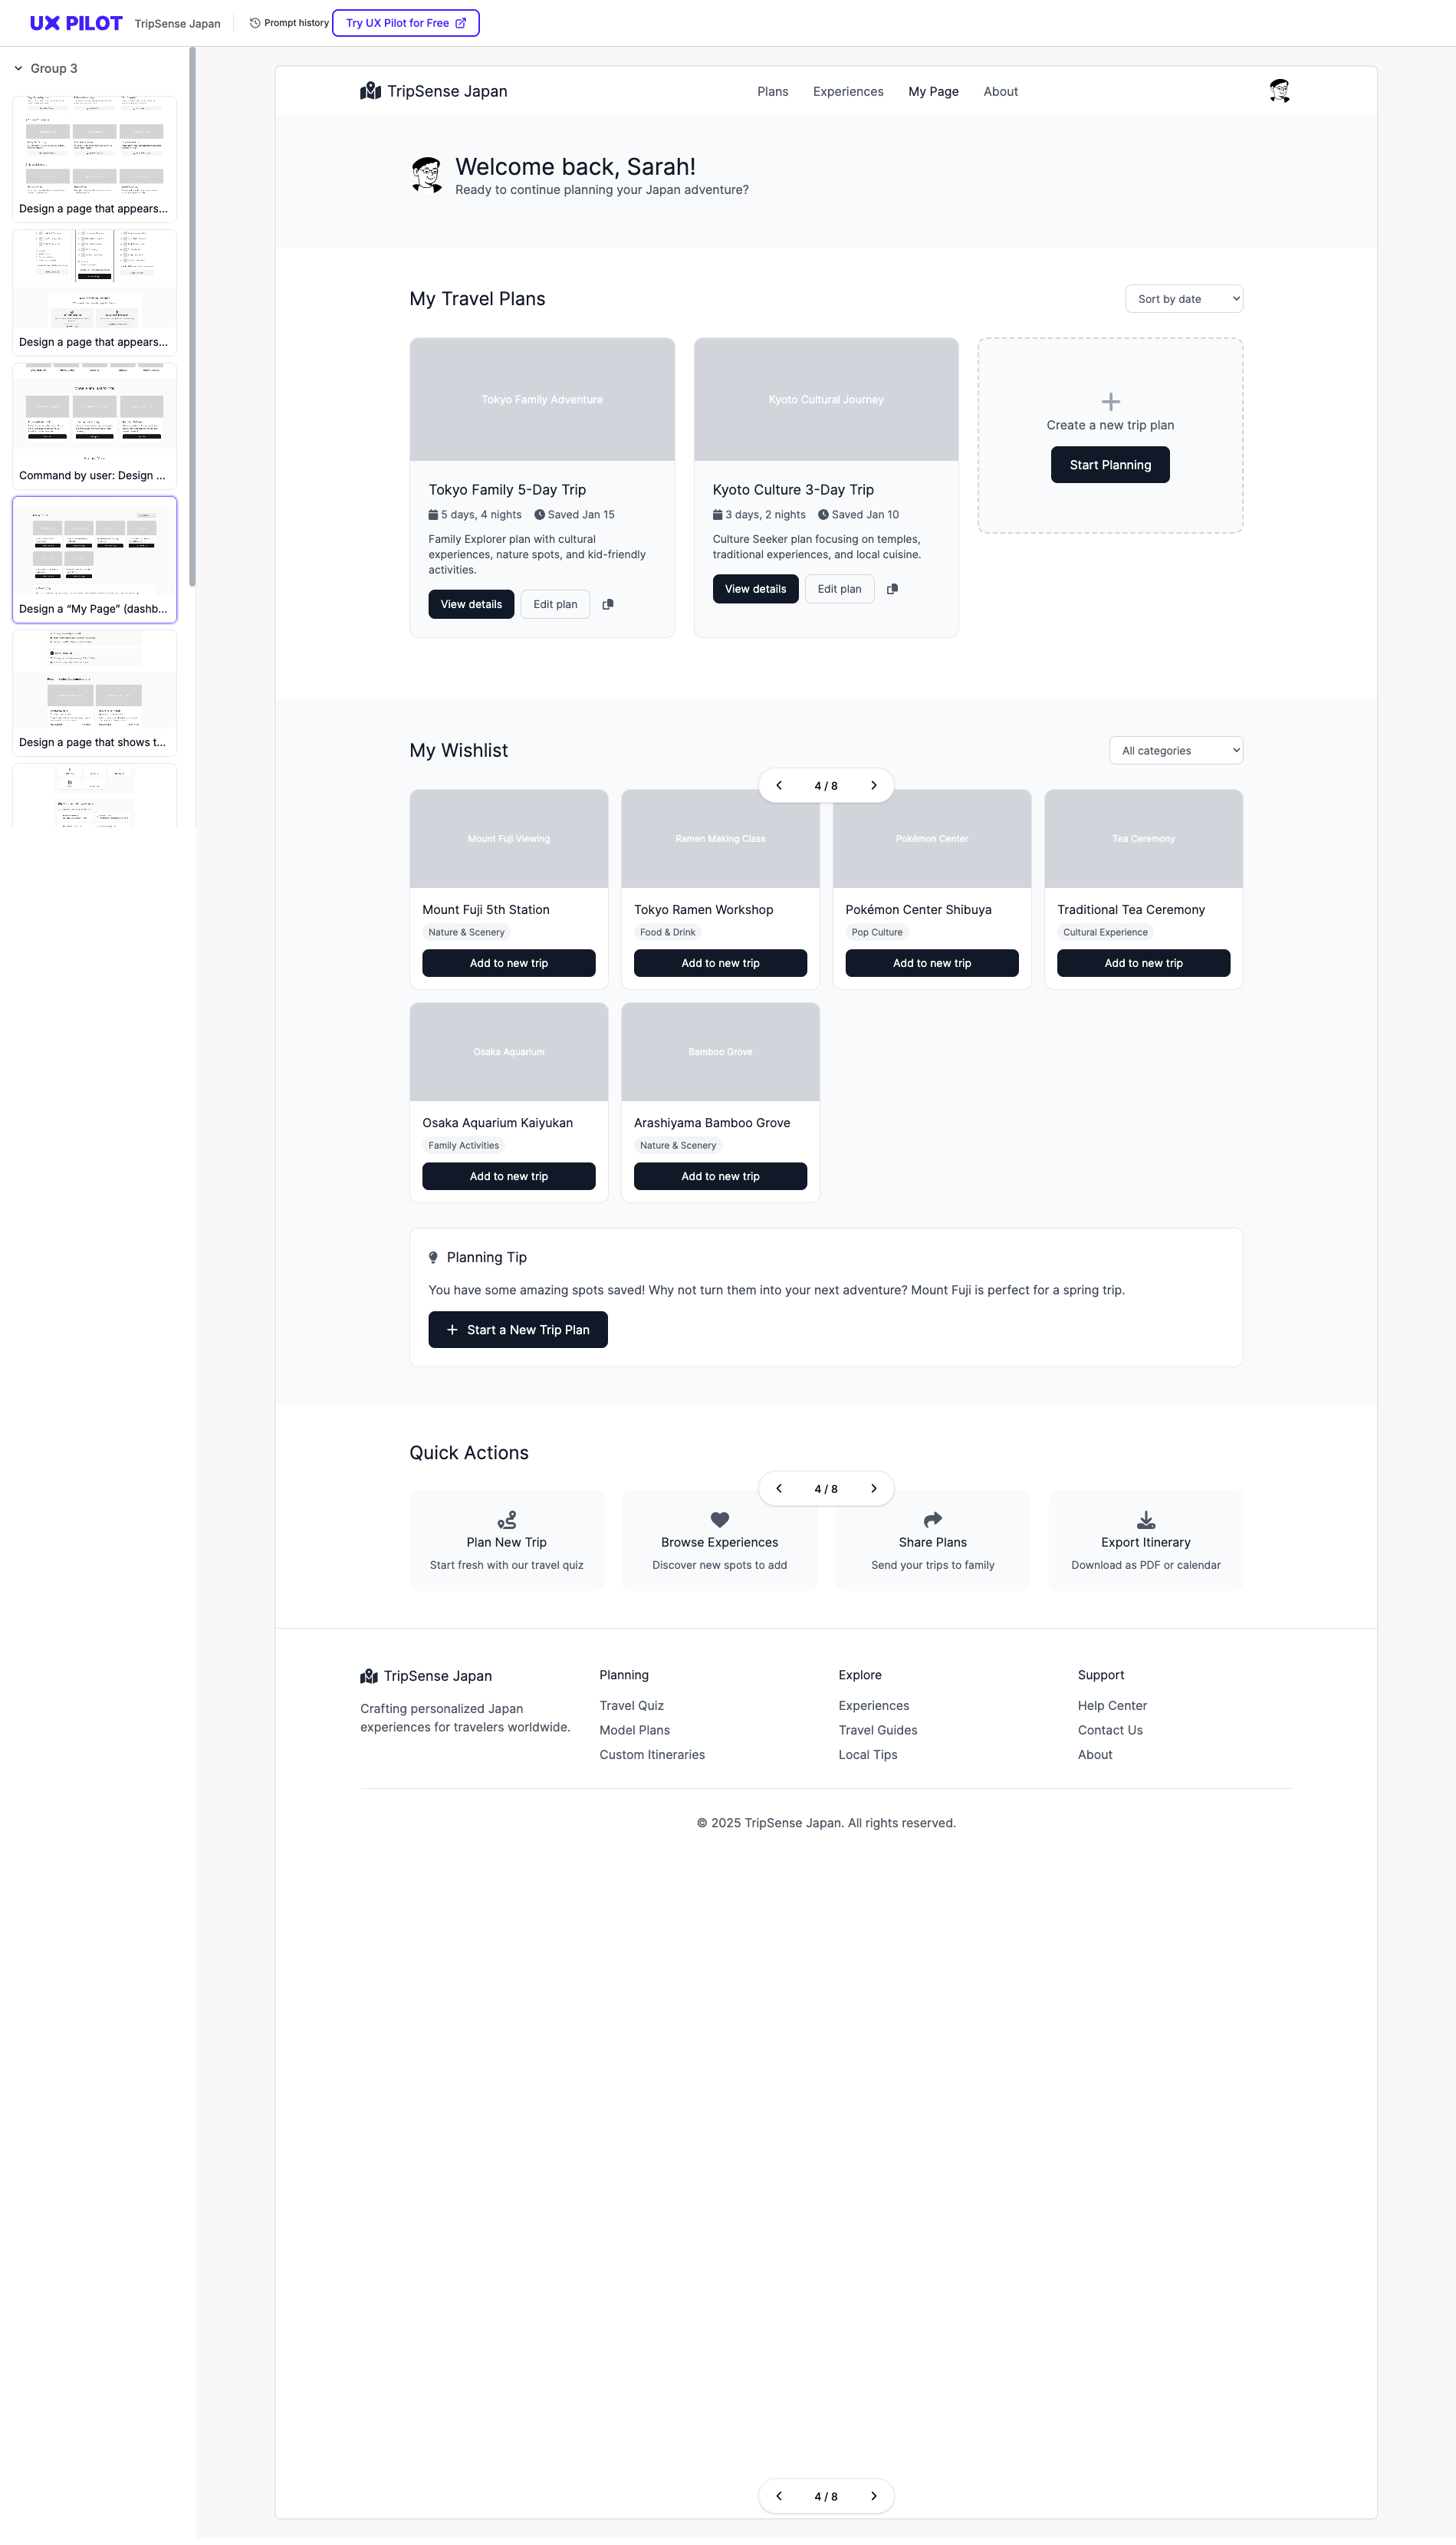 UX PILOT
TripSense Japan
Prompt history
Try UX Pilot for Free
Group 3
Design a page that appears...
Design a page that appears...
Command by user: Design ...
Design a “My Page” (dashb...
Design a page that shows t...
TripSense Japan
Plans
Experiences
My Page
About
Welcome back, Sarah!
Ready to continue planning your Japan adventure?
My Travel Plans
Sort by date
Tokyo Family Adventure
Tokyo Family 5-Day Trip
5 days, 4 nights
Saved Jan 15
Family Explorer plan with cultural
experiences, nature spots, and kid-friendly
activities.
View details
Edit plan
Kyoto Cultural Journey
Kyoto Culture 3-Day Trip
3 days, 2 nights
Saved Jan 10
Culture Seeker plan focusing on temples,
traditional experiences, and local cuisine.
View details
Edit plan
Create a new trip plan
Start Planning
My Wishlist
All categories
4 / 8
Mount Fuji Viewing
Mount Fuji 5th Station
Nature & Scenery
Add to new trip
Ramen Making Class
Tokyo Ramen Workshop
Food & Drink
Add to new trip
Pokémon Center
Pokémon Center Shibuya
Pop Culture
Add to new trip
Tea Ceremony
Traditional Tea Ceremony
Cultural Experience
Add to new trip
Osaka Aquarium
Osaka Aquarium Kaiyukan
Family Activities
Add to new trip
Bamboo Grove
Arashiyama Bamboo Grove
Nature & Scenery
Add to new trip
Planning Tip
You have some amazing spots saved! Why not turn them into your next adventure? Mount Fuji is perfect for a spring trip.
Start a New Trip Plan
Quick Actions
4 / 8
Plan New Trip
Start fresh with our travel quiz
Browse Experiences
Discover new spots to add
Share Plans
Send your trips to family
Export Itinerary
Download as PDF or calendar
TripSense Japan
Crafting personalized Japan
experiences for travelers worldwide.
Planning
Travel Quiz
Model Plans
Custom Itineraries
Explore
Experiences
Travel Guides
Local Tips
Support
Help Center
Contact Us
About
© 2025 TripSense Japan. All rights reserved.
4 / 8